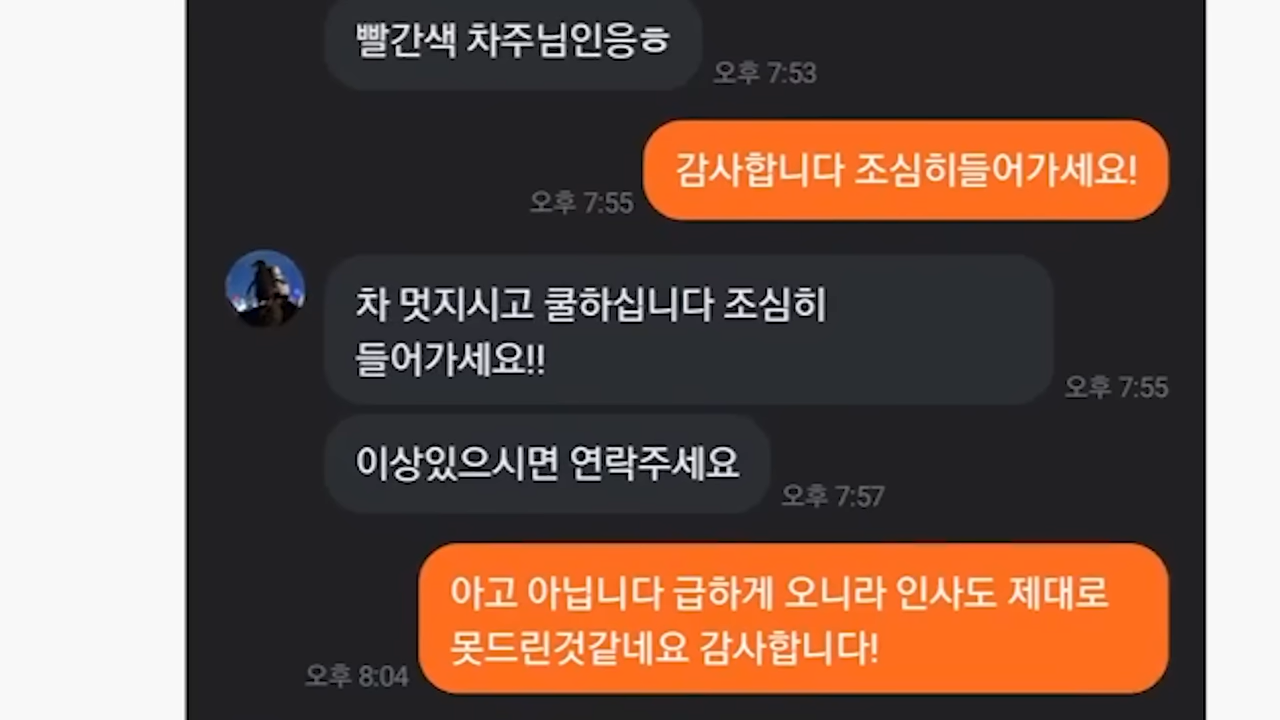 빨간색 차주님인응ㅎ
오후 7:53
감사합니다 조심히들어가세요!
오후 7:55
차 멋지시고 쿨하십니다 조심히
들어가세요!!
오후 7:55
이상있으시면 연락주세요
오후 7:57
아고 아닙니다 급하게 오니라 인사도 제대로
못드린것같네요 감사합니다!
오후 8:04